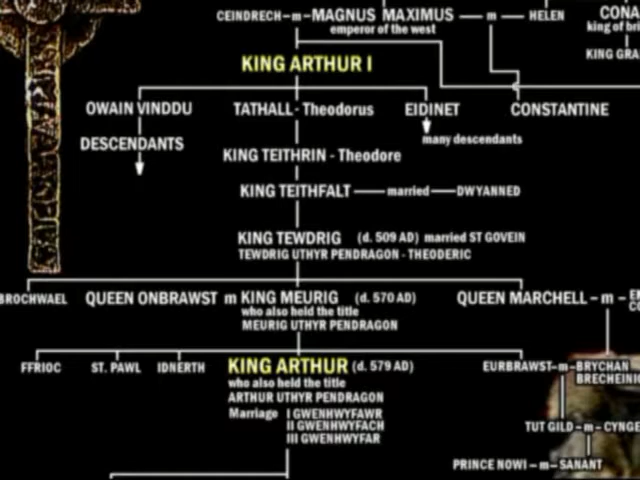 CEINDRECH-m-MAGNUS MAXIMUS — m — HELEN
CONA
emperor of the west
king of bri
KING GRA
KING ARTHUR I
OWAIN VINDDU
TATHALL - Theodorus
EIDINET
CONSTANTINE
DESCENDANTS
many descendants
KING TEITHRIN - Theodore
KING TEITHFALT — married — DWYANNED
KING TEWDRIG (d. 509 AD) married ST GOVEIN
TEWDRIG UTHYR PENDRAGON - THEODERIC
BROCHWAEL
QUEEN ONBRAWST m KING MEURIG (d. 570 AD)
QUEEN MARCHELL - m -
who also held the title
MEURIG UTHYR PENDRAGON
FFRIOC
ST. PAWL
IDNERTH
KING ARTHUR (d. 579 AD)
EURBRAWST-m-BRYCHAN
BRECHEINIO
who also held the title
ARTHUR UTHYR PENDRAGON
Marriage I GWENHWYFAWR
II GWENHWYFACH
III GWENHWYFAR
TUT GILD - m - CYNGE
PRINCE NOWI - m - SANANT